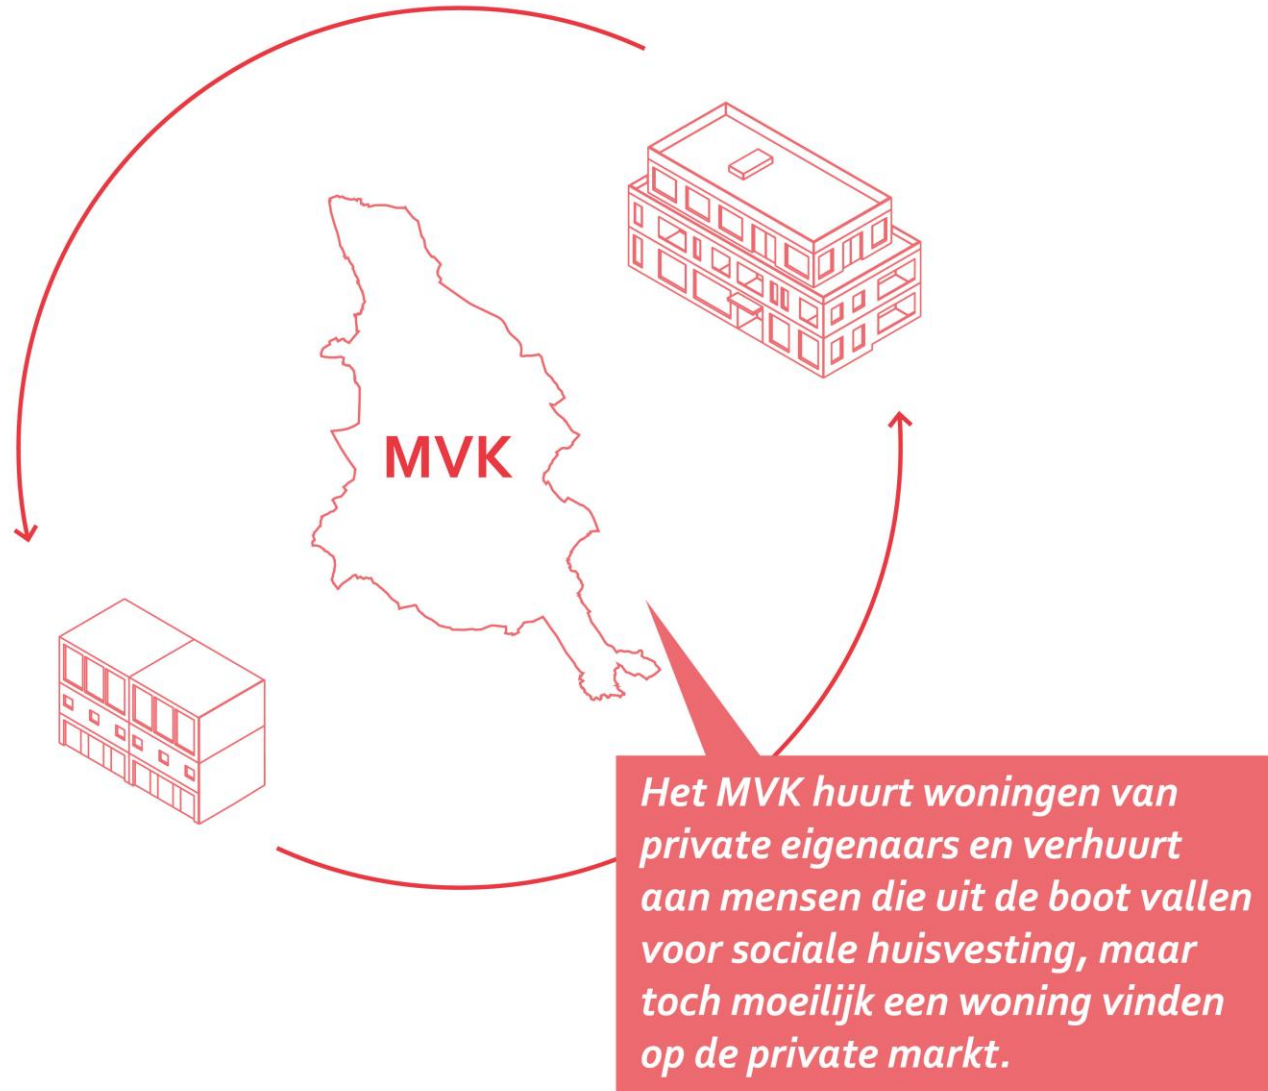 MVK
Het MVK huurt woningen van
private eigenaars en verhuurt
aan mensen die uit de boot vallen
voor sociale huisvesting, maar
toch moeilijk een woning vinden
op de private markt.